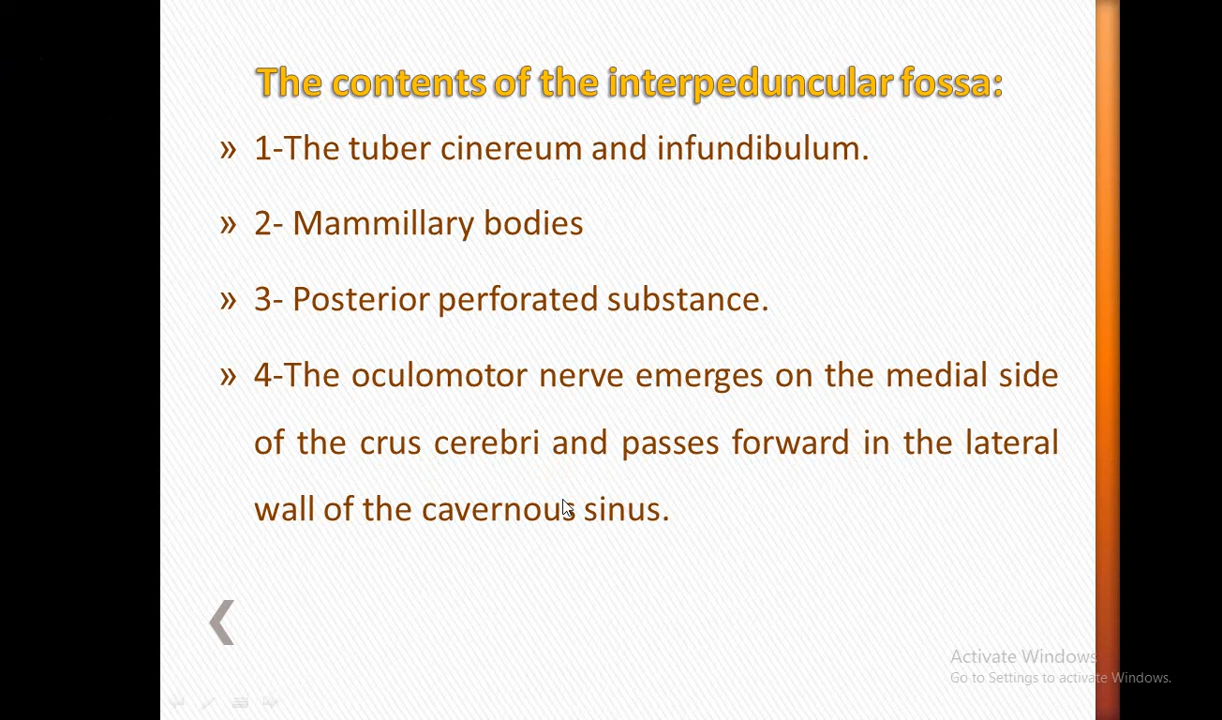 The contents of the interpeduncular fossa:
» 1-The tuber cinereum and infundibulum.
» 2- Mammillary bodies
» 3- Posterior perforated substance.
» 4-The oculomotor nerve emerges on the medial side
of the crus cerebri and passes forward in the lateral
wall of the cavernous sinus.
Activate Windows
Go to Settings to activate Windows.